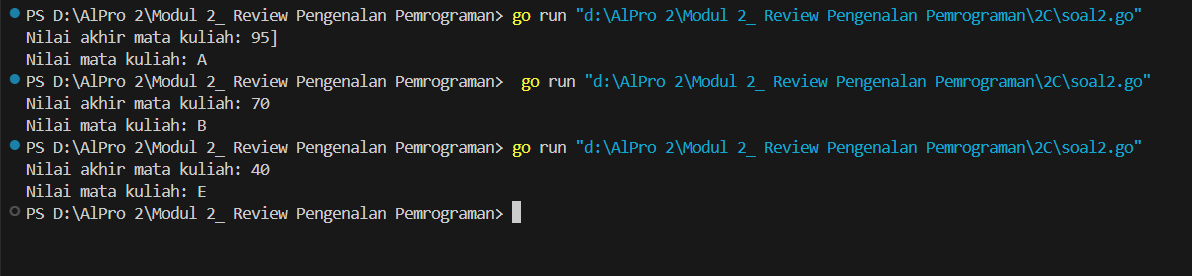 PS D:\AlPro 2\Modul 2_ Review Pengenalan Pemrograman> go run "d:\AlPro 2\Modul 2_ Review Pengenalan Pemrograman\2C\soal2.go"
Nilai akhir mata kuliah: 95]
Nilai mata kuliah: A
PS D:\AlPro 2\Modul 2_ Review Pengenalan Pemrograman>  go run "d:\AlPro 2\Modul 2_ Review Pengenalan Pemrograman\2C\soal2.go"
Nilai akhir mata kuliah: 70
Nilai mata kuliah: B
PS D:\AlPro 2\Modul 2_ Review Pengenalan Pemrograman> go run "d:\AlPro 2\Modul 2_ Review Pengenalan Pemrograman\2C\soal2.go"
Nilai akhir mata kuliah: 40
Nilai mata kuliah: E
PS D:\AlPro 2\Modul 2_ Review Pengenalan Pemrograman>